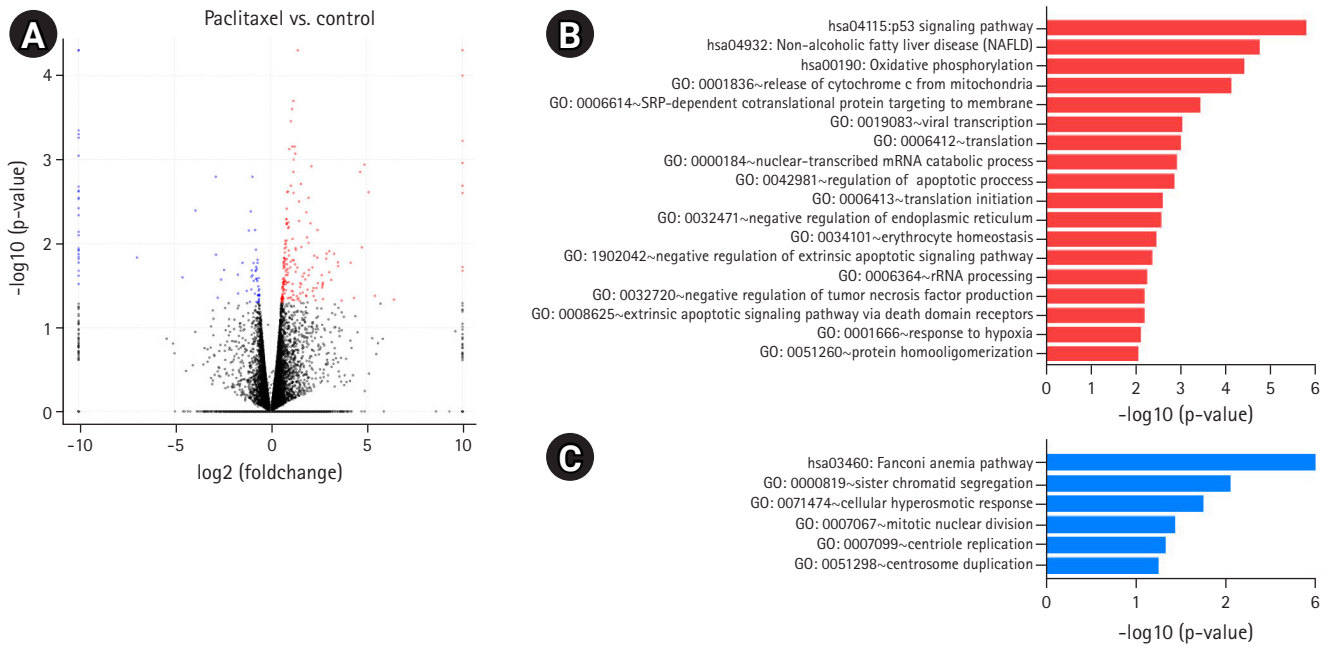 A
Paclitaxel vs. control
-log10 (p-value)
4
3
2
1
0
-10
-5
0
5
10
log2 (foldchange)
B
hsa04115:p53 signaling pathway
hsa04932: Non-alcoholic fatty liver disease (NAFLD)
hsa00190: Oxidative phosphorylation
GO: 0001836~release of cytochrome c from mitochondria
GO: 0006614~SRP-dependent cotranslational protein targeting to membrane
GO: 0019083~viral transcription
GO: 0006412~translation
GO: 0000184~nuclear-transcribed mRNA catabolic process
GO: 0042981~regulation of apoptotic proccess
GO: 0006413~translation initiation
GO: 0032471~negative regulation of endoplasmic reticulum
GO: 0034101~erythrocyte homeostasis
GO: 1902042~negative regulation of extrinsic apoptotic signaling pathway
GO: 0006364~rRNA processing
GO: 0032720~negative regulation of tumor necrosis factor production
GO: 0008625~extrinsic apoptotic signaling pathway via death domain receptors
GO: 0001666~response to hypoxia
GO: 0051260~protein homooligomerization
0 1 2 3 4 5 6
-log10 (p-value)
C
hsa03460: Fanconi anemia pathway
GO: 0000819~sister chromatid segregation
GO: 0071474~cellular hyperosmotic response
GO: 0007067~mitotic nuclear division
GO: 0007099~centriole replication
GO: 0051298~centrosome duplication
0 1 2 6
-log10 (p-value)